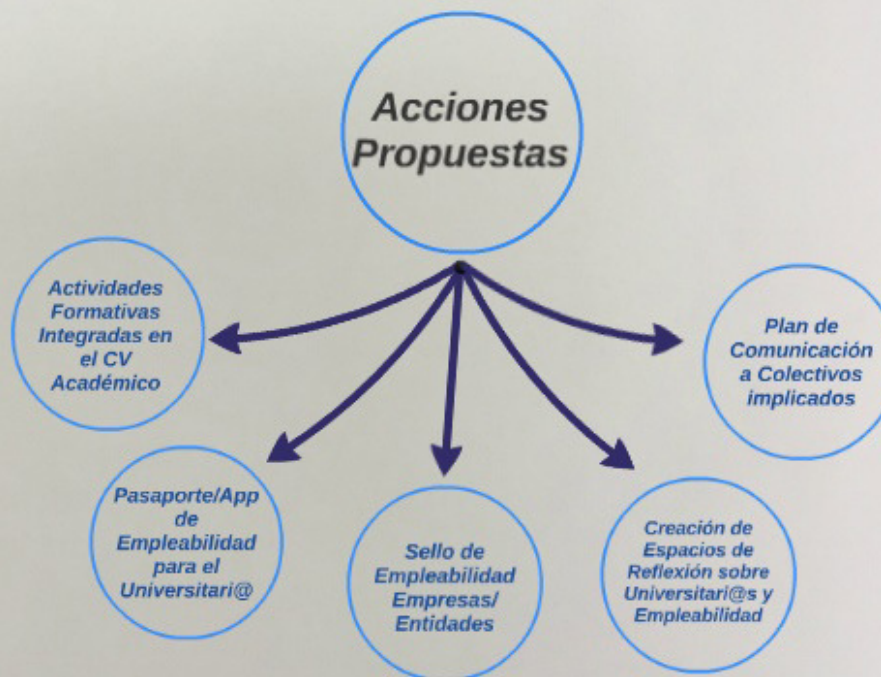 Acciones
Propuestas
Actividades
Formativas
Integradas en
el CV
Académico
Pasaporte/App
de
Empleabilidad
para el
Universitari@
Sello de
Empleabilidad
Empresas/
Entidades
Creación de
Espacios de
Reflexión sobre
Universitari@s y
Empleabilidad
Plan de
Comunicación
a Colectivos
implicados